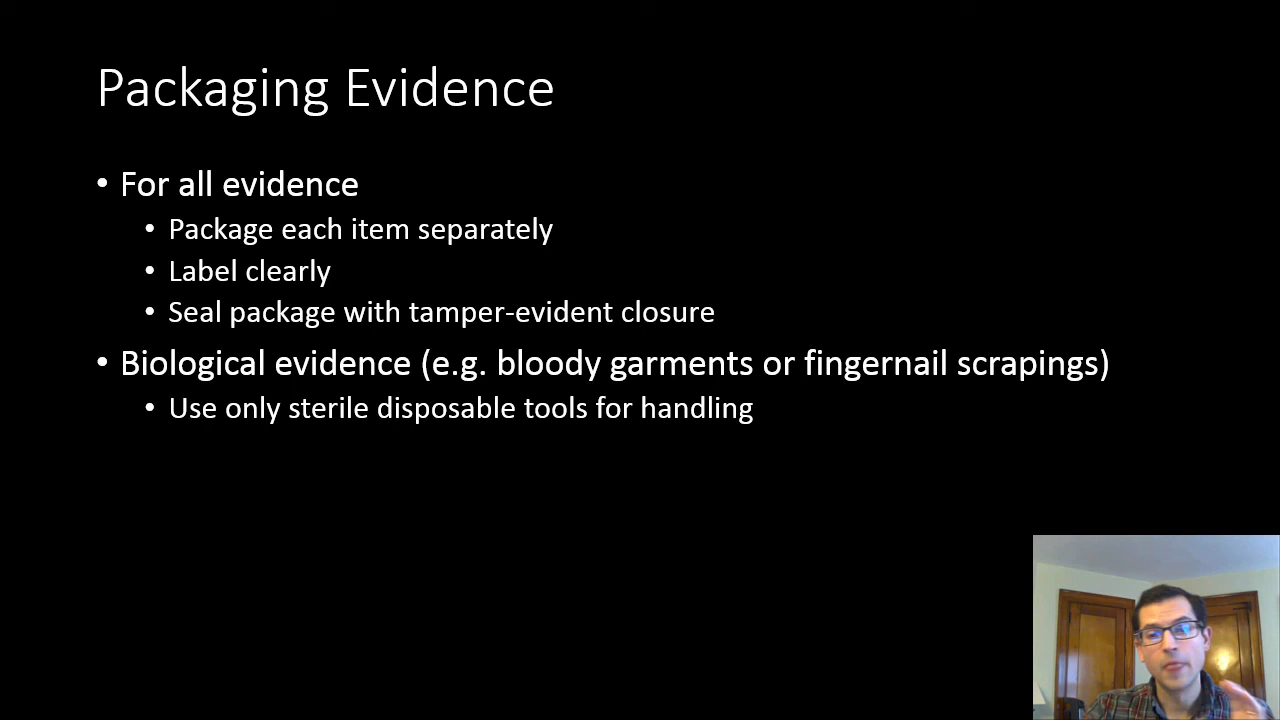 Packaging Evidence
• For all evidence
• Package each item separately
• Label clearly
• Seal package with tamper-evident closure
• Biological evidence (e.g. bloody garments or fingernail scrapings)
• Use only sterile disposable tools for handling